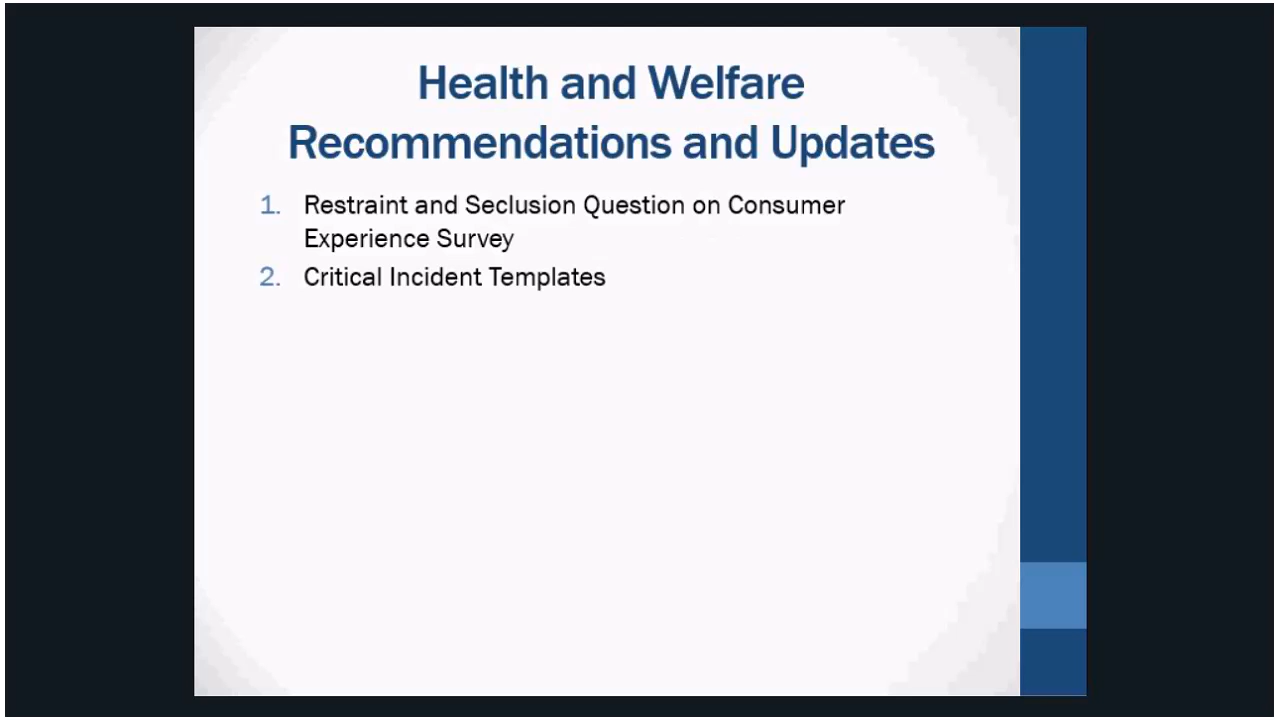 Health and Welfare
Recommendations and Updates
1. Restraint and Seclusion Question on Consumer
Experience Survey
2. Critical Incident Templates